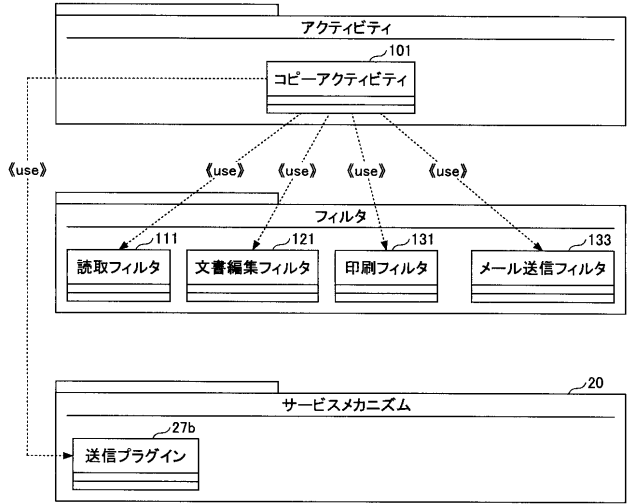 アクティビティ
101
コピーアクティビティ
《use》
《use》 《use》 《use》 《use》
フィルタ
111 121 131 133
読取フィルタ 文書編集フィルタ 印刷フィルタ メール送信フィルタ
20
サービスメカニズム
27b
送信プラグイン